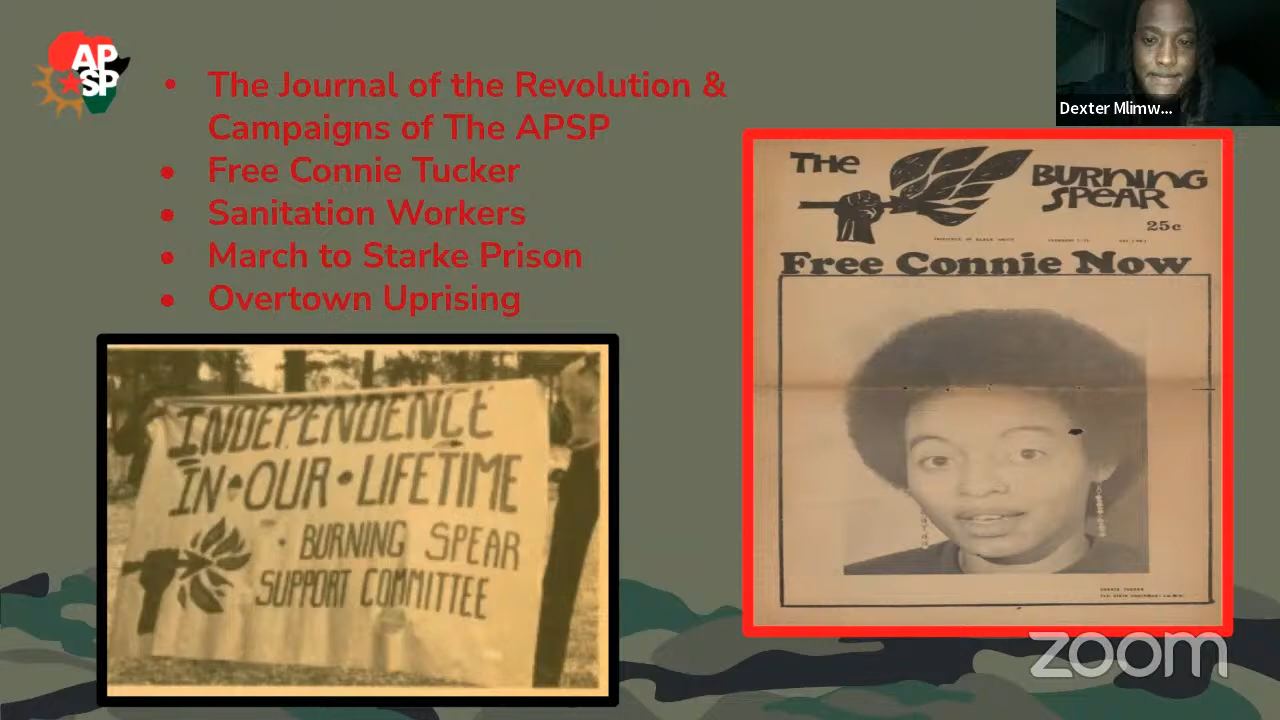 AP
SP
• The Journal of the Revolution &
Campaigns of The APSP
• Free Connie Tucker
• Sanitation Workers
• March to Starke Prison
• Overtown Uprising
Dexter Mlimw...
THE
BURNING
SPEAR
25c
Free Connie Now
INDEPENDENCE
IN•OUR•LIFETIME
• BURNING SPEAR
SUPPORT COMMITTEE
zoom